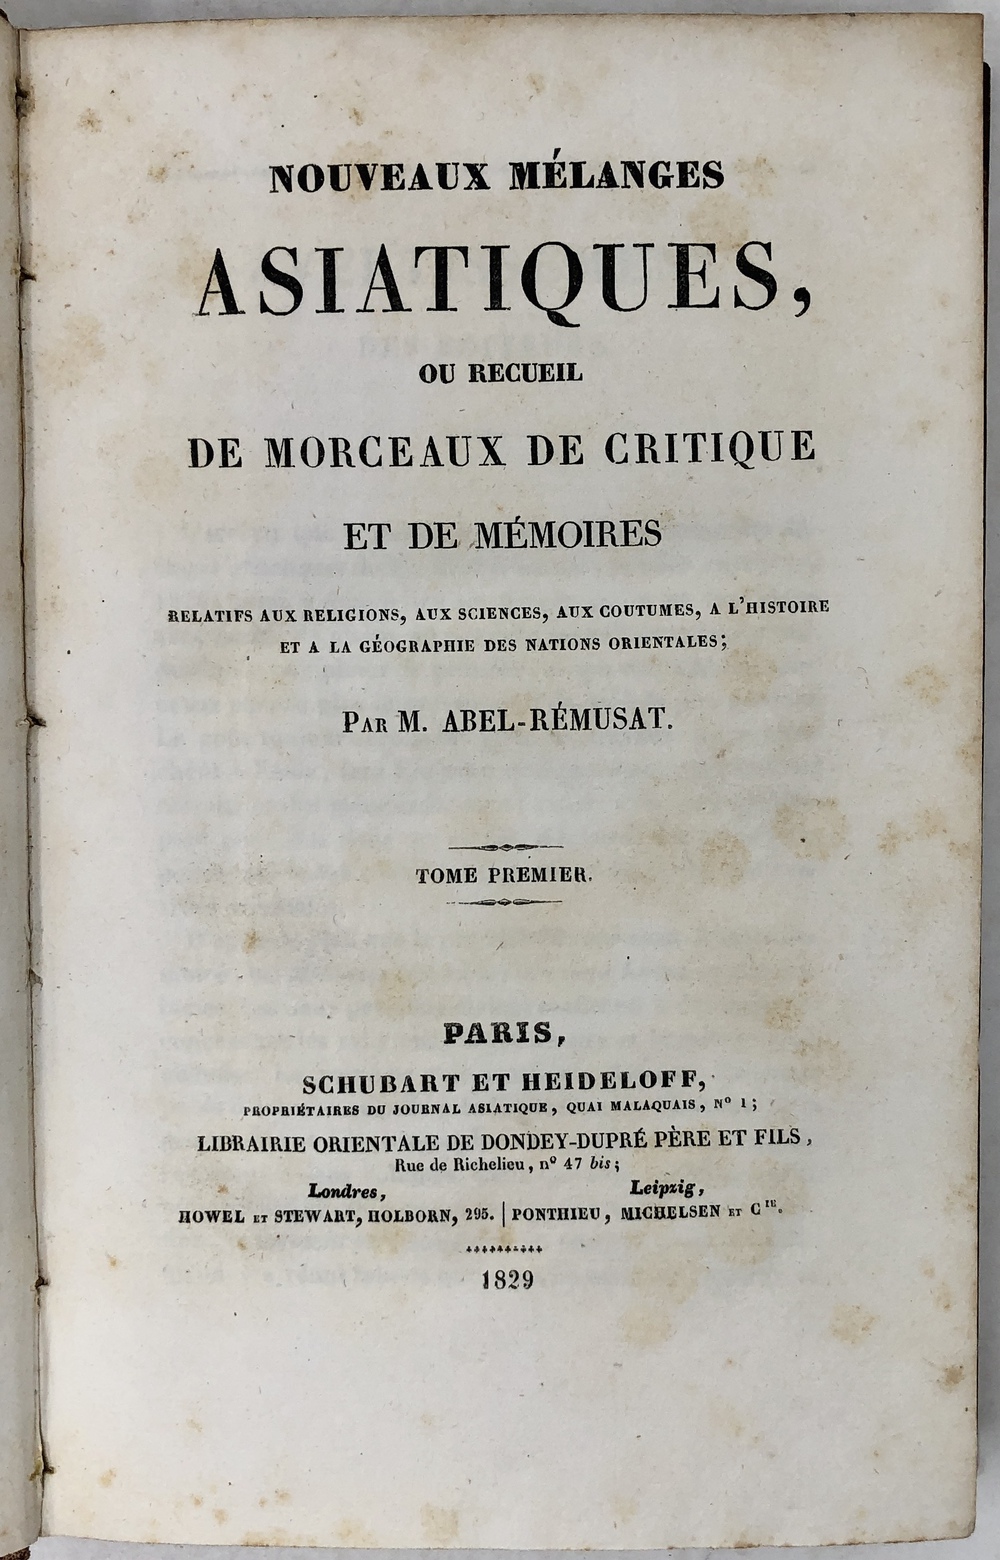 NOUVEAUX MÉLANGES
ASIATIQUES,
OU RECUEIL
DE MORCEAUX DE CRITIQUE
ET DE MÉMOIRES
RELATIFS AUX RELIGIONS, AUX SCIENCES, AUX COUTUMES, A L'HISTOIRE
ET A LA GÉOGRAPHIE DES NATIONS ORIENTALES;
PAR M. ABEL-RÉMUSAT.
TOME PREMIER.
PARIS,
SCHUBART ET HEIDELOFF,
PROPRIÉTAIRES DU JOURNAL ASIATIQUE, QUAI MALAQUAIS, Nº 1;
LIBRAIRIE ORIENTALE DE DONDEY-DUPRÉ PÈRE ET FILS,
Rue de Richelieu, nº 47 bis;
Londres,
HOWEL ET STEWART, HOLBORN, 295.
Leipzig,
PONTHIEU, MICHELSEN ET CIE.
1829